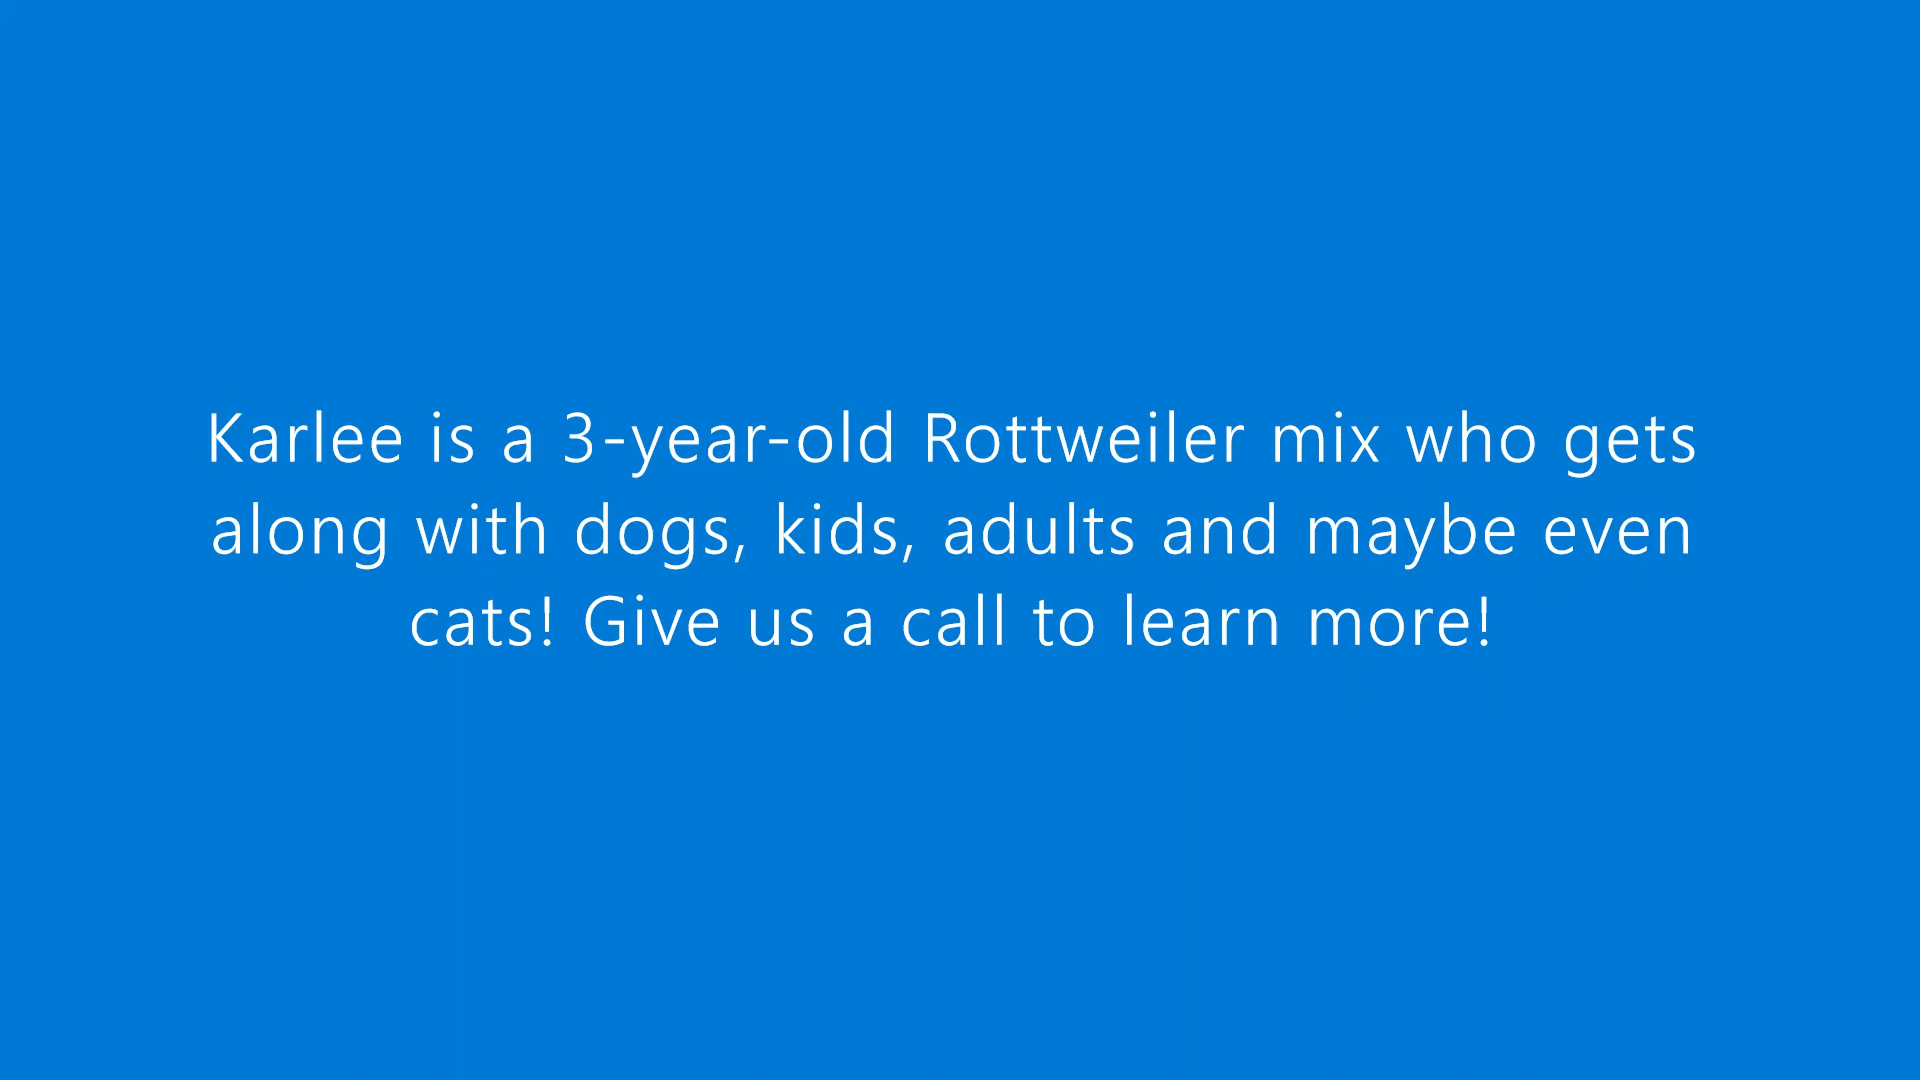 Karlee is a 3-year-old Rottweiler mix who gets
along with dogs, kids, adults and maybe even
cats! Give us a call to learn more!